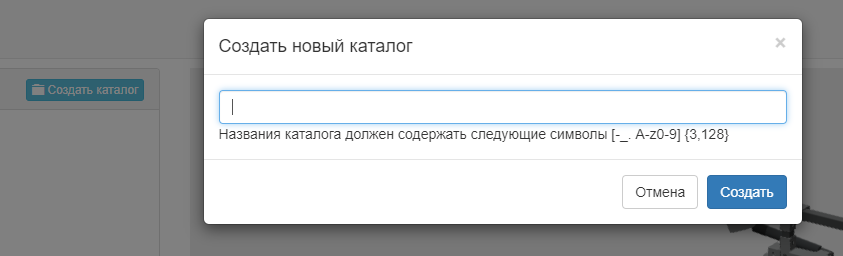 Создать новый каталог
×
Создать каталог
Названия каталога должен содержать следующие символы [-_. A-z0-9] {3,128}
Отмена
Создать